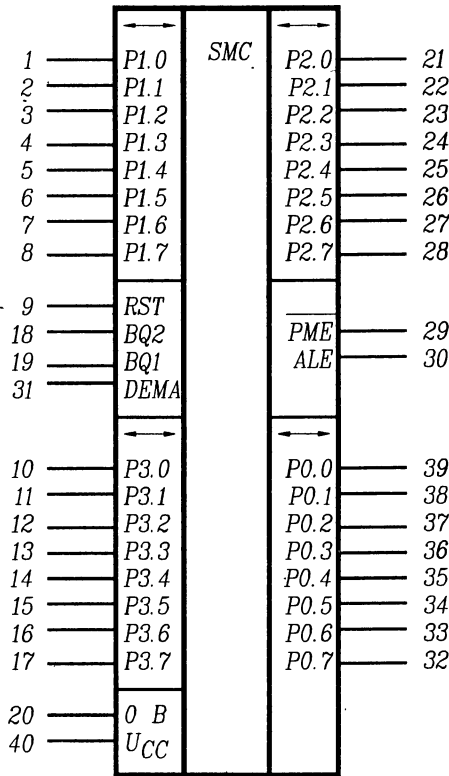 SMC
1 P1.0 P2.0 21
2 P1.1 P2.1 22
3 P1.2 P2.2 23
4 P1.3 P2.3 24
5 P1.4 P2.4 25
6 P1.5 P2.5 26
7 P1.6 P2.6 27
8 P1.7 P2.7 28
9 RST
18 BQ2 PME 29
19 BQ1 ALE 30
31 DEMA
10 P3.0 P0.0 39
11 P3.1 P0.1 38
12 P3.2 P0.2 37
13 P3.3 P0.3 36
14 P3.4 P0.4 35
15 P3.5 P0.5 34
16 P3.6 P0.6 33
17 P3.7 P0.7 32
20 0 B
40 UCC